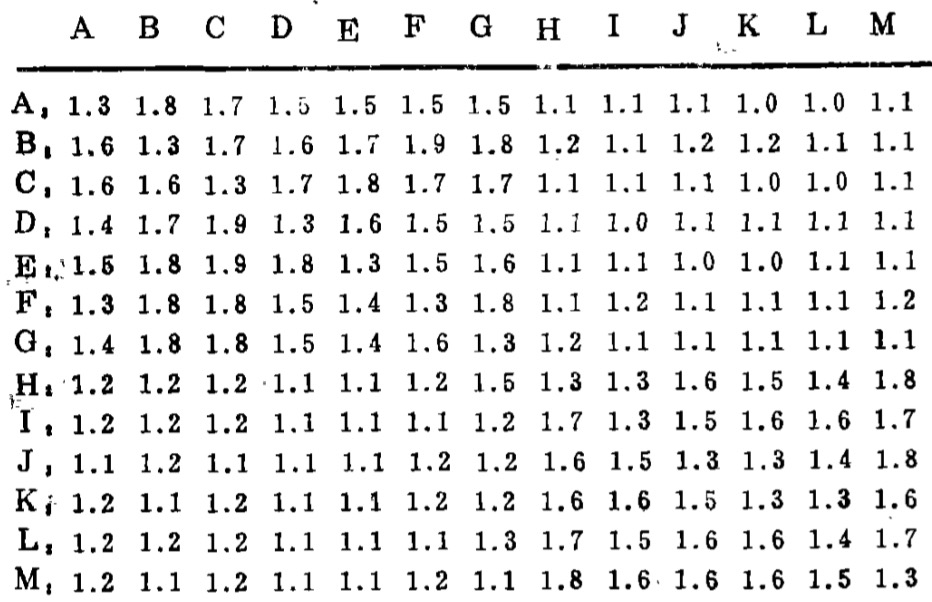 A B C D E F G H I J K L M
A: 1.3 1.8 1.7 1.5 1.5 1.5 1.5 1.1 1.1 1.1 1.0 1.0 1.1
B: 1.6 1.3 1.7 1.6 1.7 1.9 1.8 1.2 1.1 1.2 1.2 1.1 1.1
C: 1.6 1.6 1.3 1.7 1.8 1.7 1.7 1.1 1.1 1.1 1.0 1.0 1.1
D: 1.4 1.7 1.9 1.3 1.6 1.5 1.5 1.1 1.0 1.1 1.1 1.1 1.1
E: 1.5 1.8 1.9 1.8 1.3 1.5 1.6 1.1 1.1 1.0 1.0 1.1 1.1
F: 1.3 1.8 1.8 1.5 1.4 1.3 1.8 1.1 1.2 1.1 1.1 1.1 1.2
G: 1.4 1.8 1.8 1.5 1.4 1.6 1.3 1.2 1.1 1.1 1.1 1.1 1.1
H: 1.2 1.2 1.2 1.1 1.1 1.2 1.5 1.3 1.3 1.6 1.5 1.4 1.8
I: 1.2 1.2 1.2 1.1 1.1 1.1 1.2 1.7 1.3 1.5 1.6 1.6 1.7
J: 1.1 1.2 1.1 1.1 1.1 1.2 1.2 1.6 1.5 1.3 1.3 1.4 1.8
K: 1.2 1.1 1.2 1.1 1.1 1.2 1.2 1.6 1.6 1.5 1.3 1.3 1.6
L: 1.2 1.2 1.2 1.1 1.1 1.1 1.3 1.7 1.5 1.6 1.6 1.4 1.7
M: 1.2 1.1 1.2 1.1 1.1 1.2 1.1 1.8 1.6 1.6 1.6 1.5 1.3